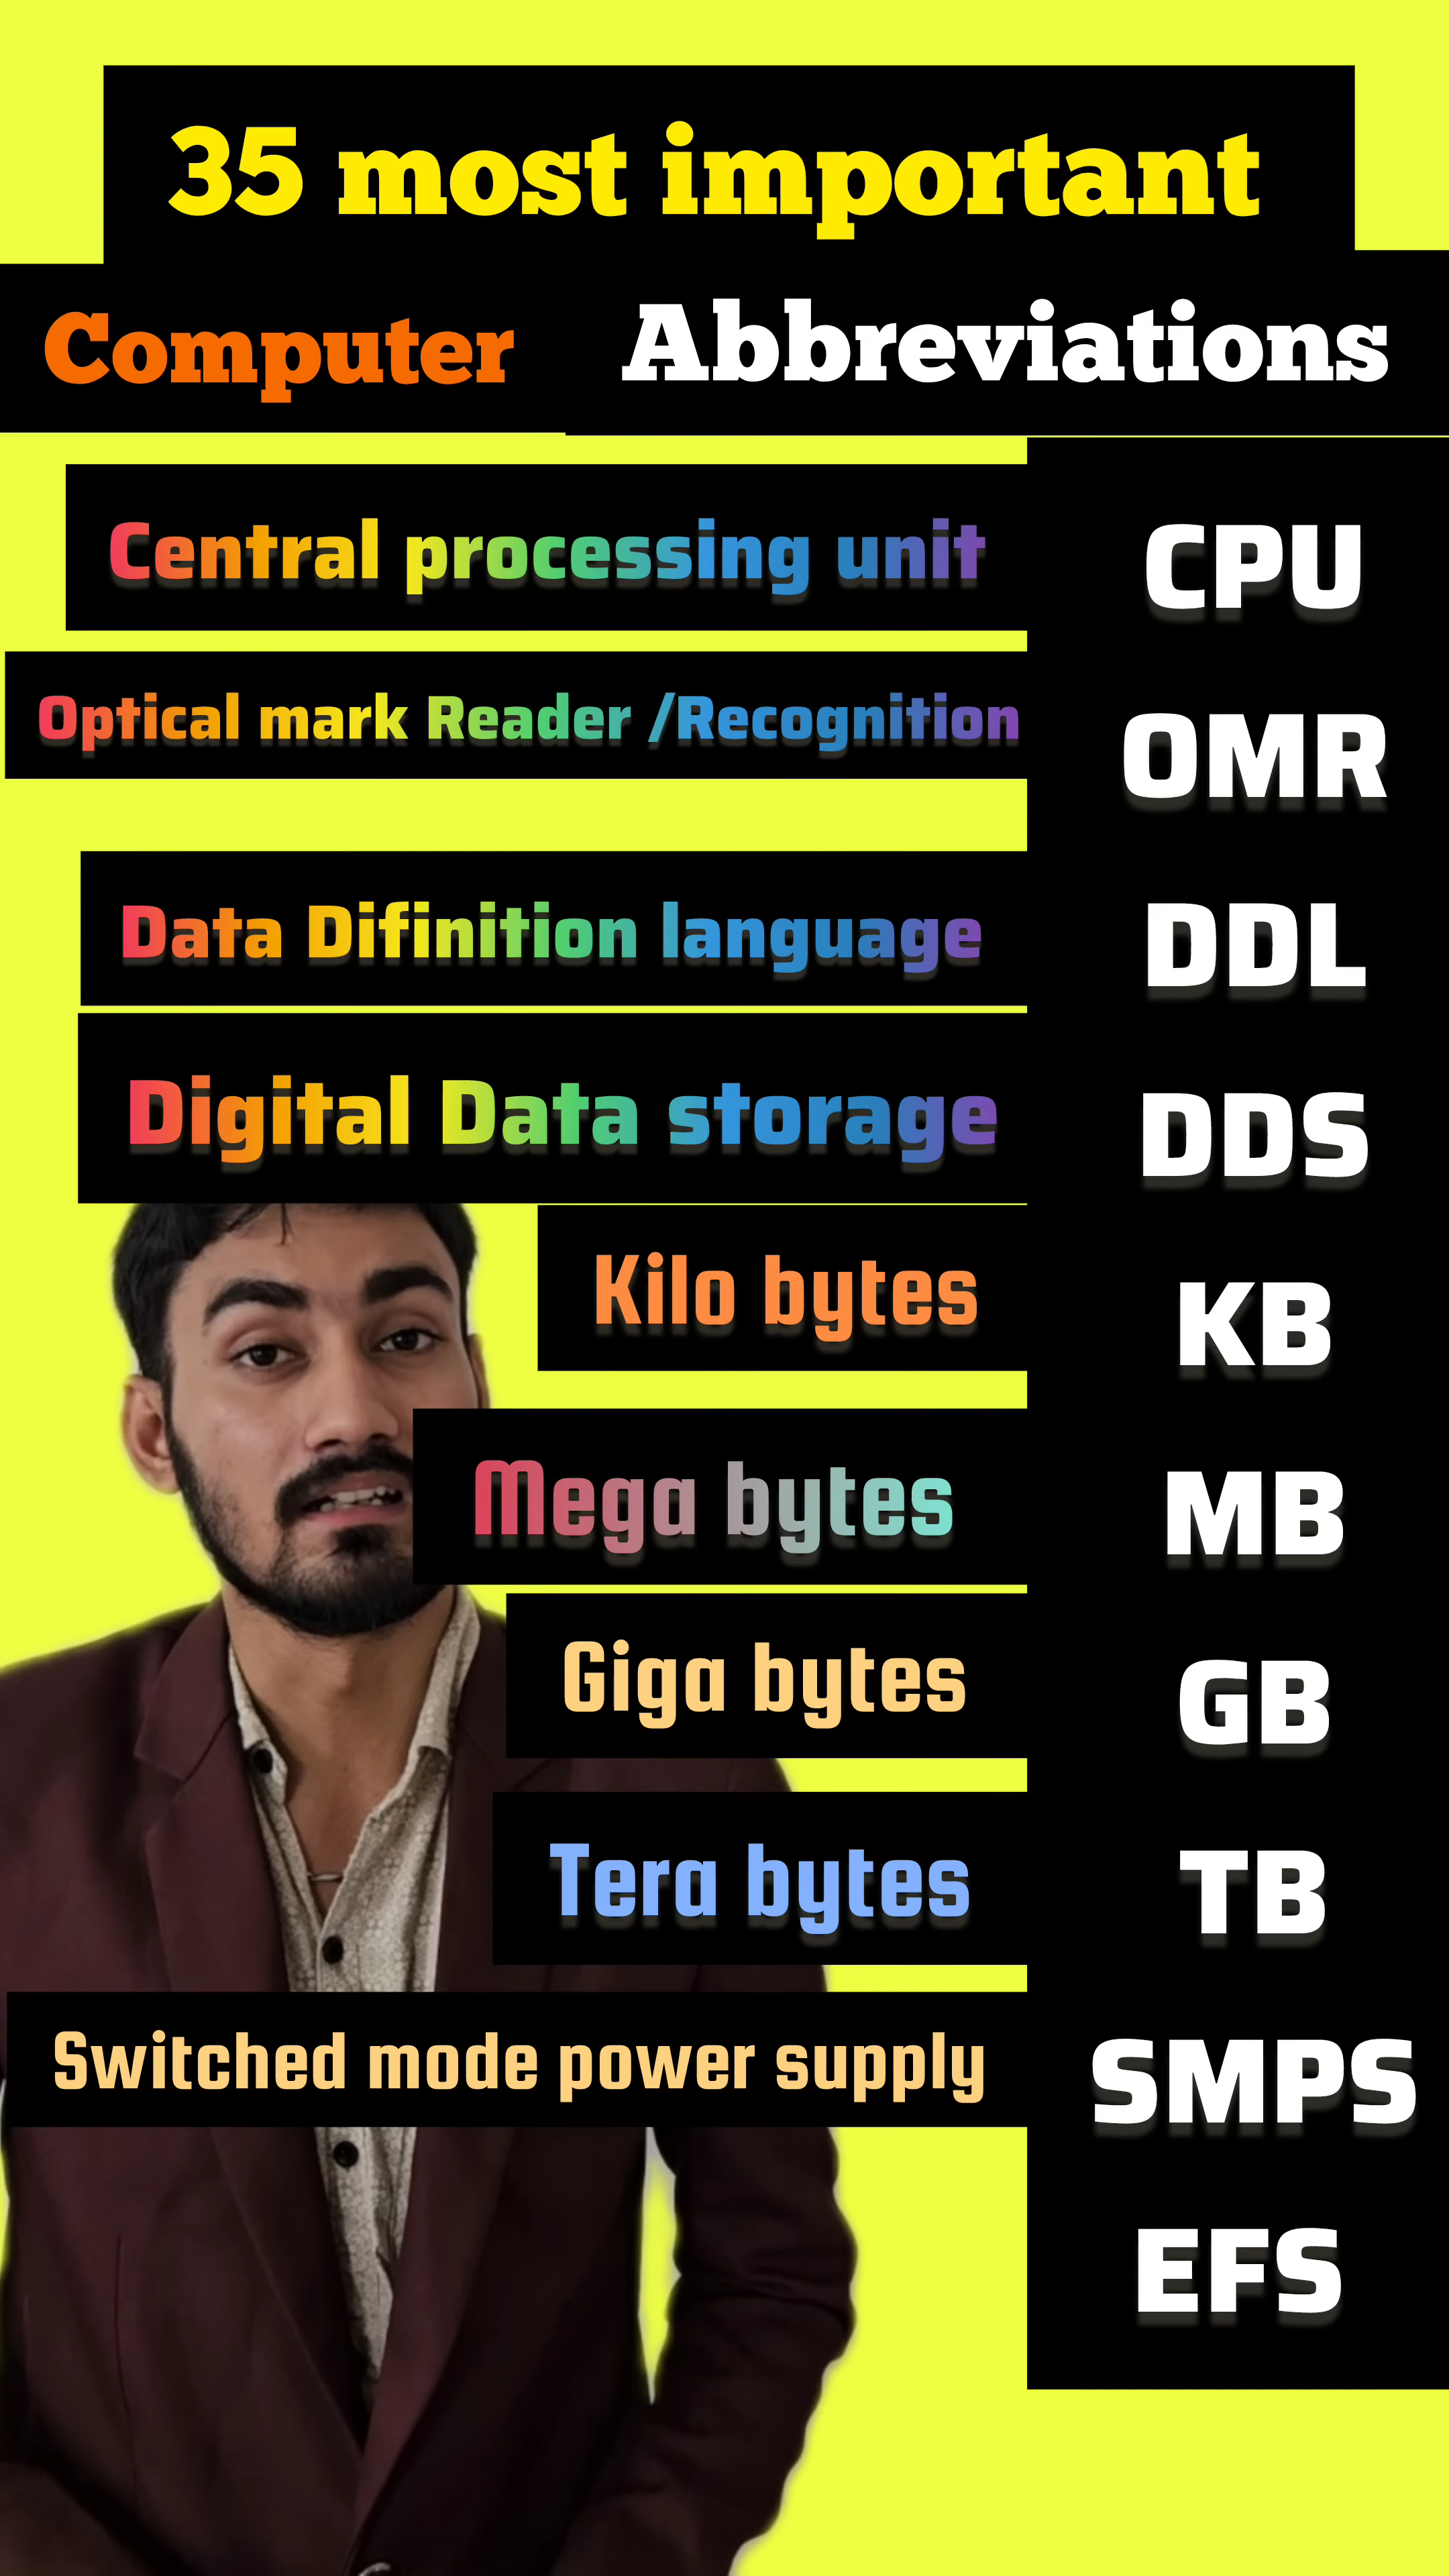 35 most important
Computer Abbreviations
Central processing unit CPU
Optical mark Reader /Recognition OMR
Data Difinition language DDL
Digital Data storage DDS
Kilo bytes KB
Mega bytes MB
Giga bytes GB
Tera bytes TB
Switched mode power supply SMPS
EFS